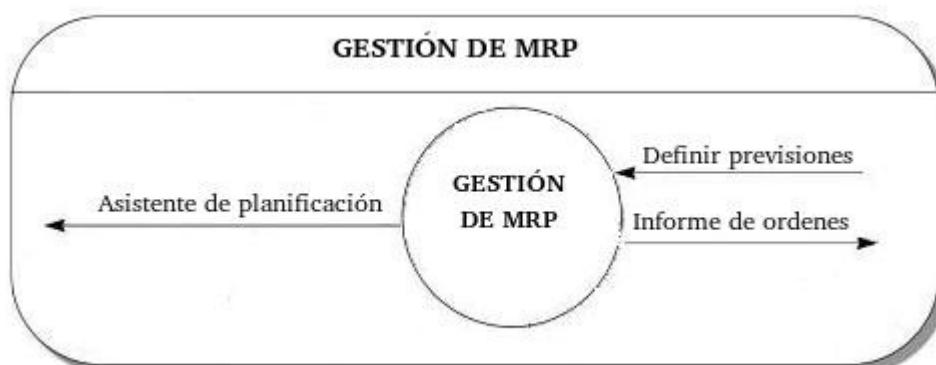 GESTIÓN DE MRP
Definir previsiones
GESTIÓN
DE MRP
Asistente de planificación
Informe de ordenes